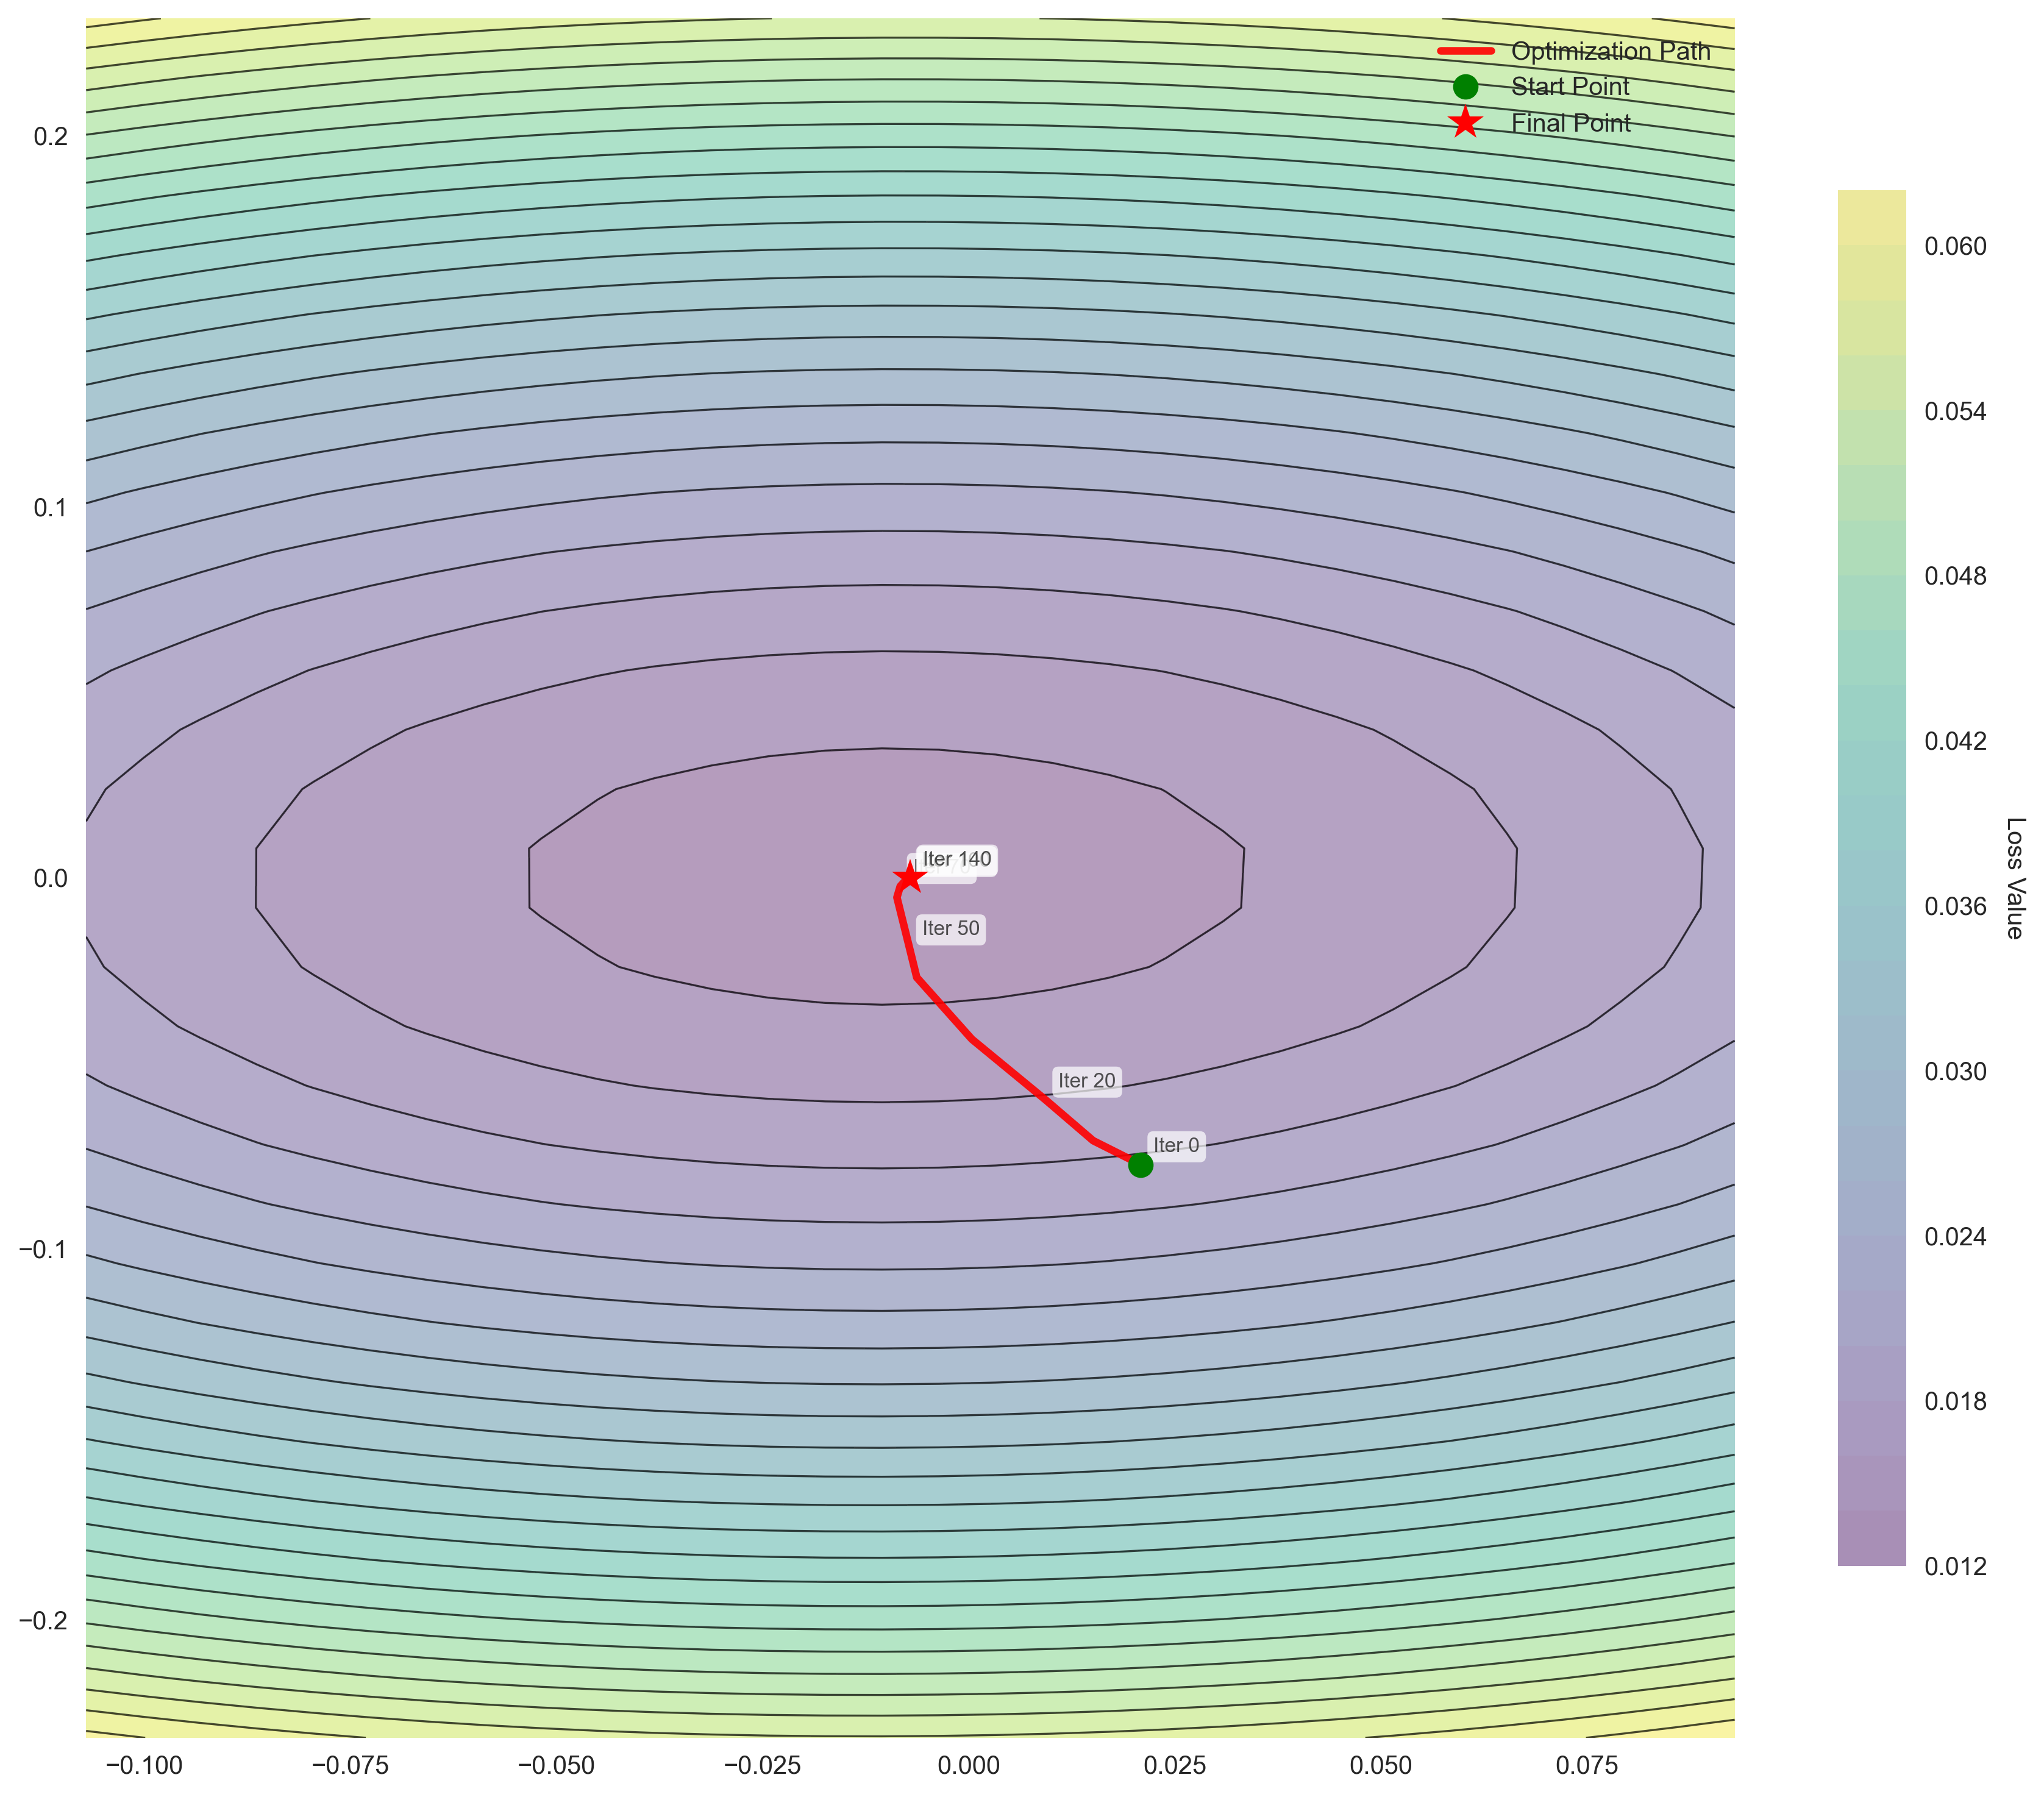 Optimization Path
Start Point
Final Point
0.2
0.1
0.0
−0.1
−0.2
Iter 140
Iter 50
Iter 20
Iter 0
−0.100
−0.075
−0.050
−0.025
0.000
0.025
0.050
0.075
0.060
0.054
0.048
0.042
0.036
0.030
0.024
0.018
0.012
Loss Value